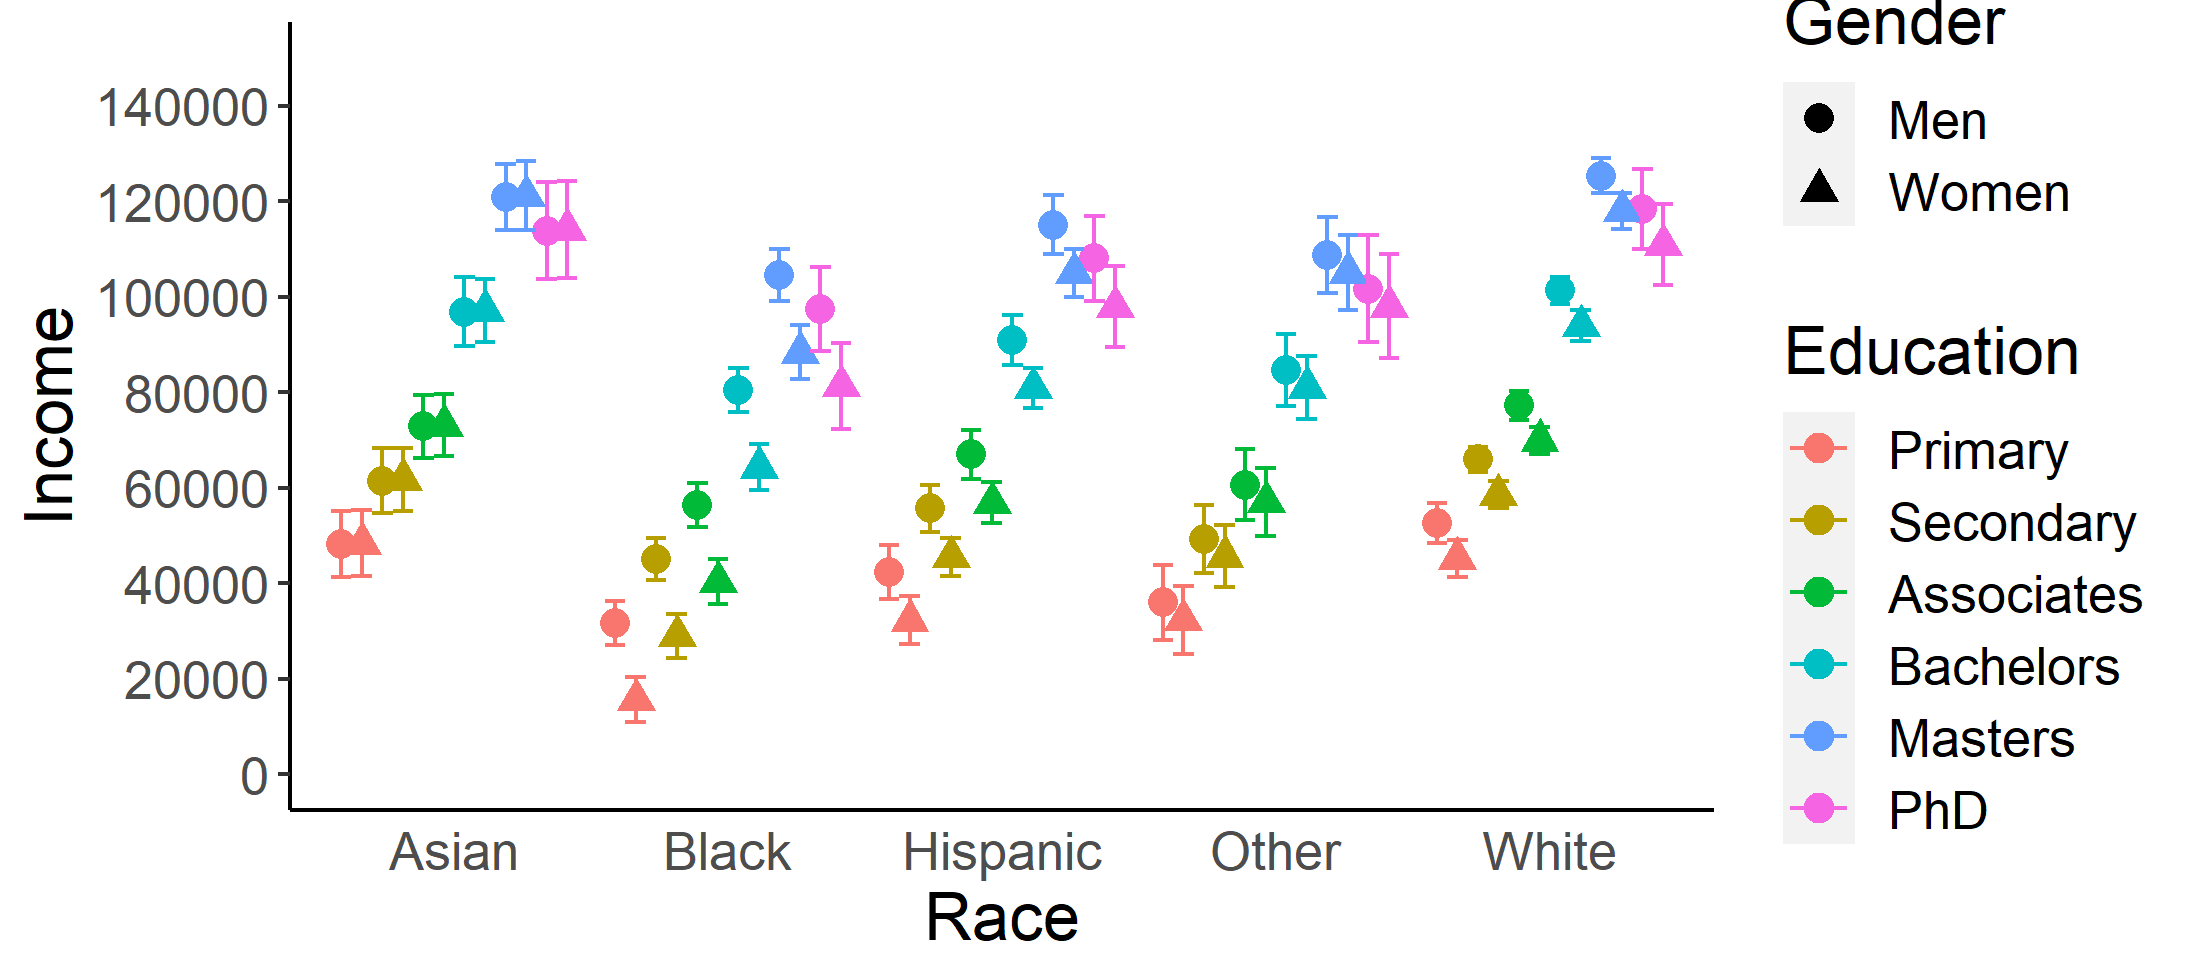 Gender
Men
Women
Education
Primary
Secondary
Associates
Bachelors
Masters
PhD
Income
140000
120000
100000
80000
60000
40000
20000
0
Asian Black Hispanic Other White
Race